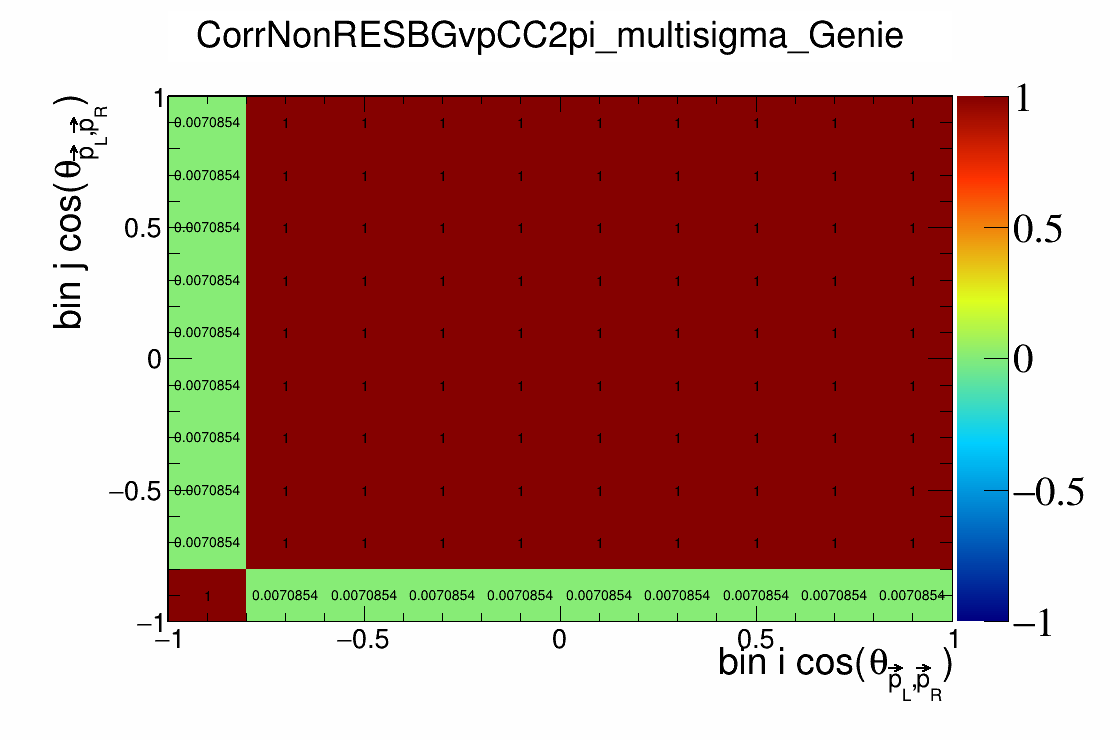 CorrNonRESBGvpCC2pi_multisigma_Genie
bin j cos(θ p⃗_L,p⃗_R)
1
0.5
0
−0.5
−1
0.0070854 1 1 1 1 1 1 1 1 1
0.0070854 1 1 1 1 1 1 1 1 1
0.0070854 1 1 1 1 1 1 1 1 1
0.0070854 1 1 1 1 1 1 1 1 1
0.0070854 1 1 1 1 1 1 1 1 1
0.0070854 1 1 1 1 1 1 1 1 1
0.0070854 1 1 1 1 1 1 1 1 1
0.0070854 1 1 1 1 1 1 1 1 1
0.0070854 1 1 1 1 1 1 1 1 1
1 0.0070854 0.0070854 0.0070854 0.0070854 0.0070854 0.0070854 0.0070854 0.0070854 0.0070854
−1 −0.5 0 0.5 1
bin i cos(θ p⃗_L,p⃗_R)
1
0.5
0
−0.5
−1